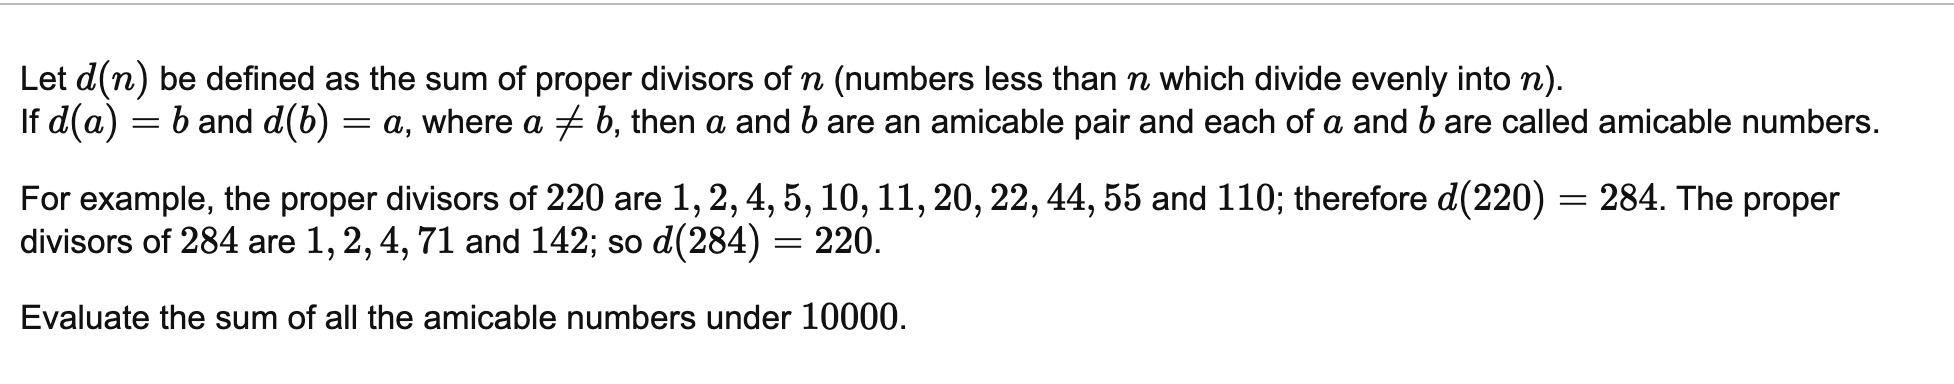 Let d(n) be defined as the sum of proper divisors of n (numbers less than n which divide evenly into n).
If d(a) = b and d(b) = a, where a ≠ b, then a and b are an amicable pair and each of a and b are called amicable numbers.
For example, the proper divisors of 220 are 1, 2, 4, 5, 10, 11, 20, 22, 44, 55 and 110; therefore d(220) = 284. The proper
divisors of 284 are 1, 2, 4, 71 and 142; so d(284) = 220.
Evaluate the sum of all the amicable numbers under 10000.